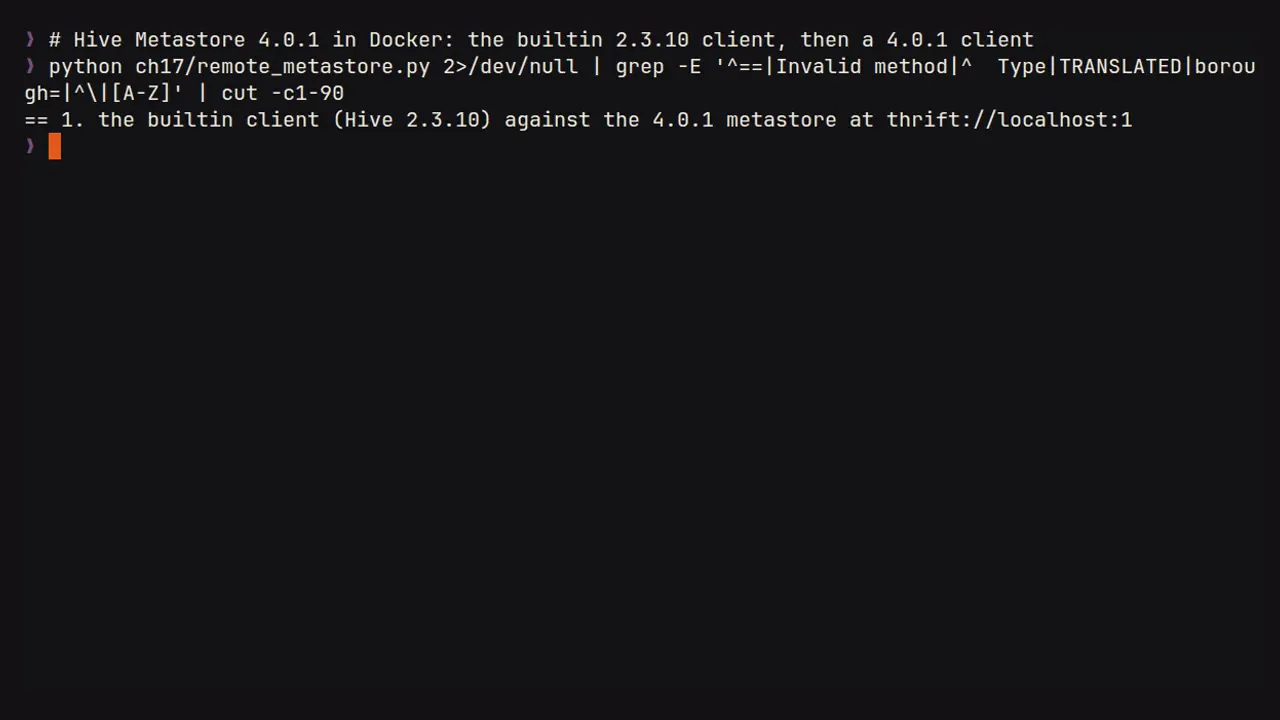 ❯ # Hive Metastore 4.0.1 in Docker: the builtin 2.3.10 client, then a 4.0.1 client
❯ python ch17/remote_metastore.py 2>/dev/null | grep -E '^==|Invalid method|^  Type|TRANSLATED|borou
gh=|^\|[A-Z]' | cut -c1-90
== 1. the builtin client (Hive 2.3.10) against the 4.0.1 metastore at thrift://localhost:1
❯